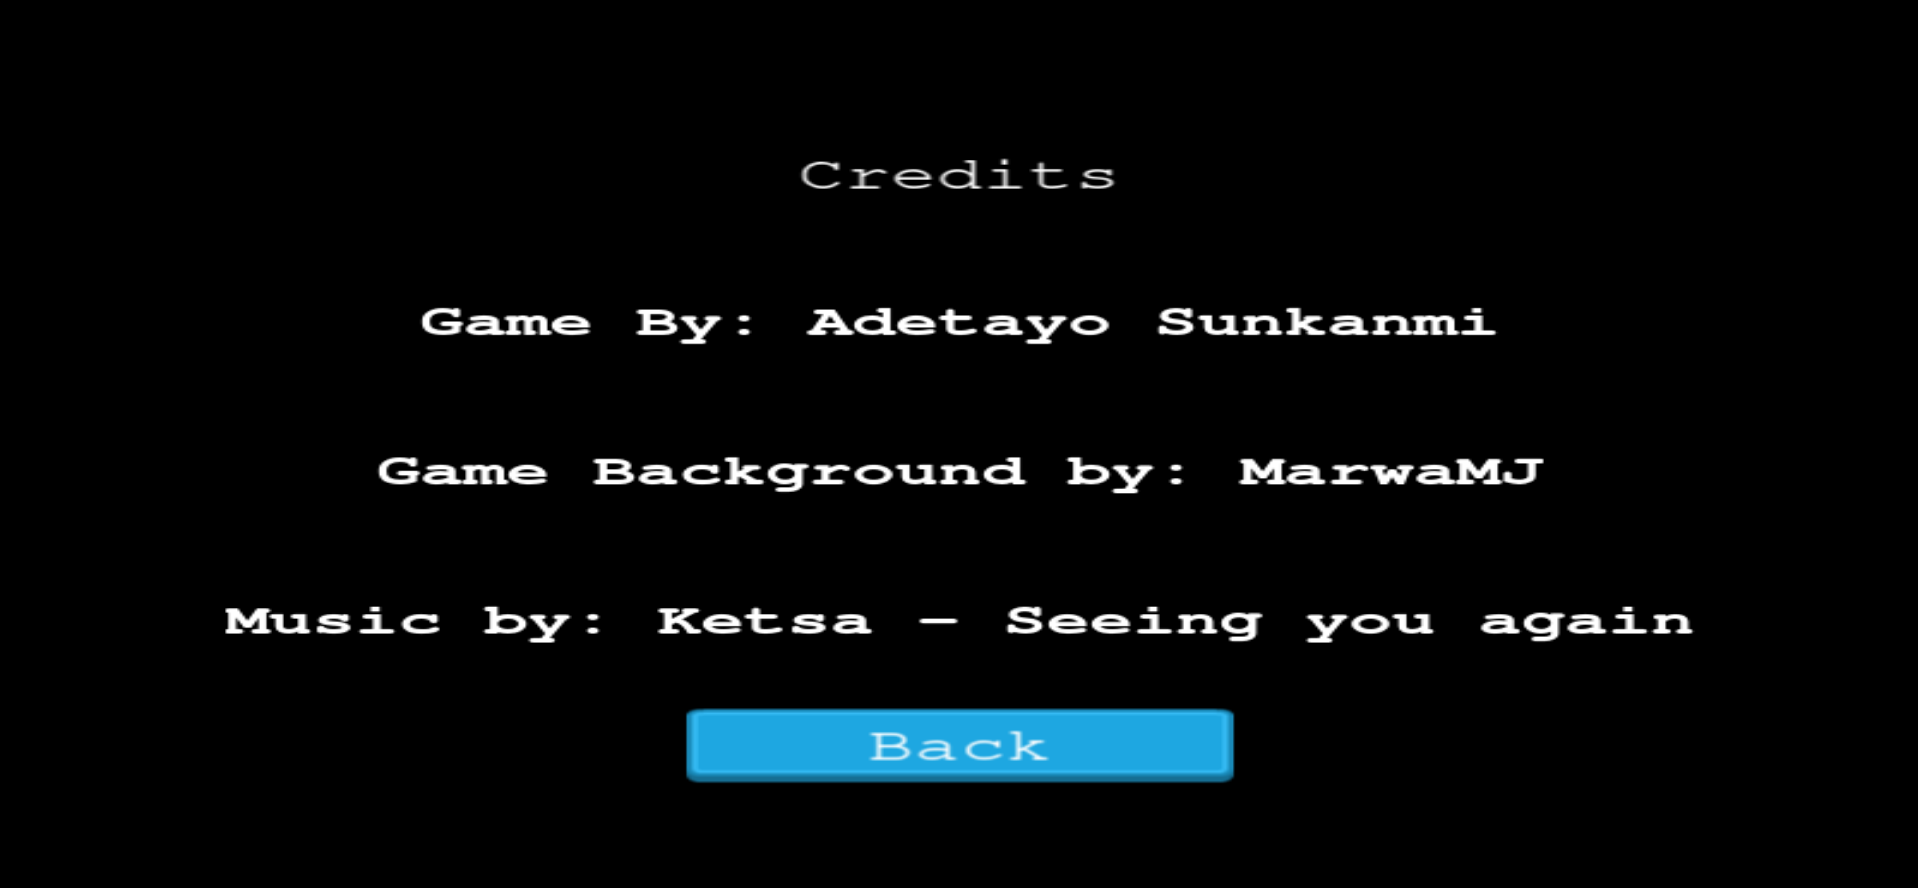 Credits
Game By: Adetayo Sunkanmi
Game Background by: MarwaMJ
Music by: Ketsa - Seeing you again
Back